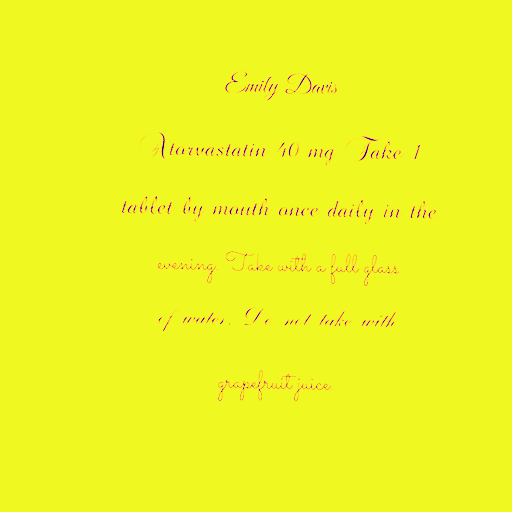 Emily Davis
Atorvastatin 40 mg Take 1
tablet by mouth once daily in the
evening. Take with a full glass
of water. Do not take with
grapefruit juice.